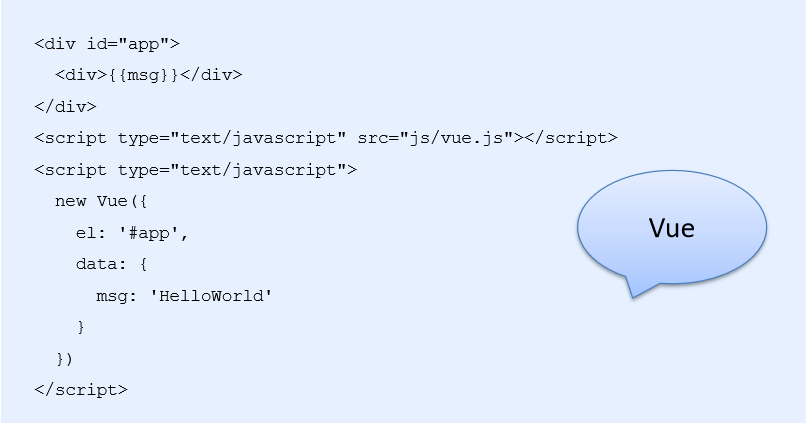 <div id="app">
  <div>{{msg}}</div>
</div>
<script type="text/javascript" src="js/vue.js"></script>
<script type="text/javascript">
  new Vue({
    el: '#app',
    data: {
      msg: 'HelloWorld'
    }
  })
</script>
Vue